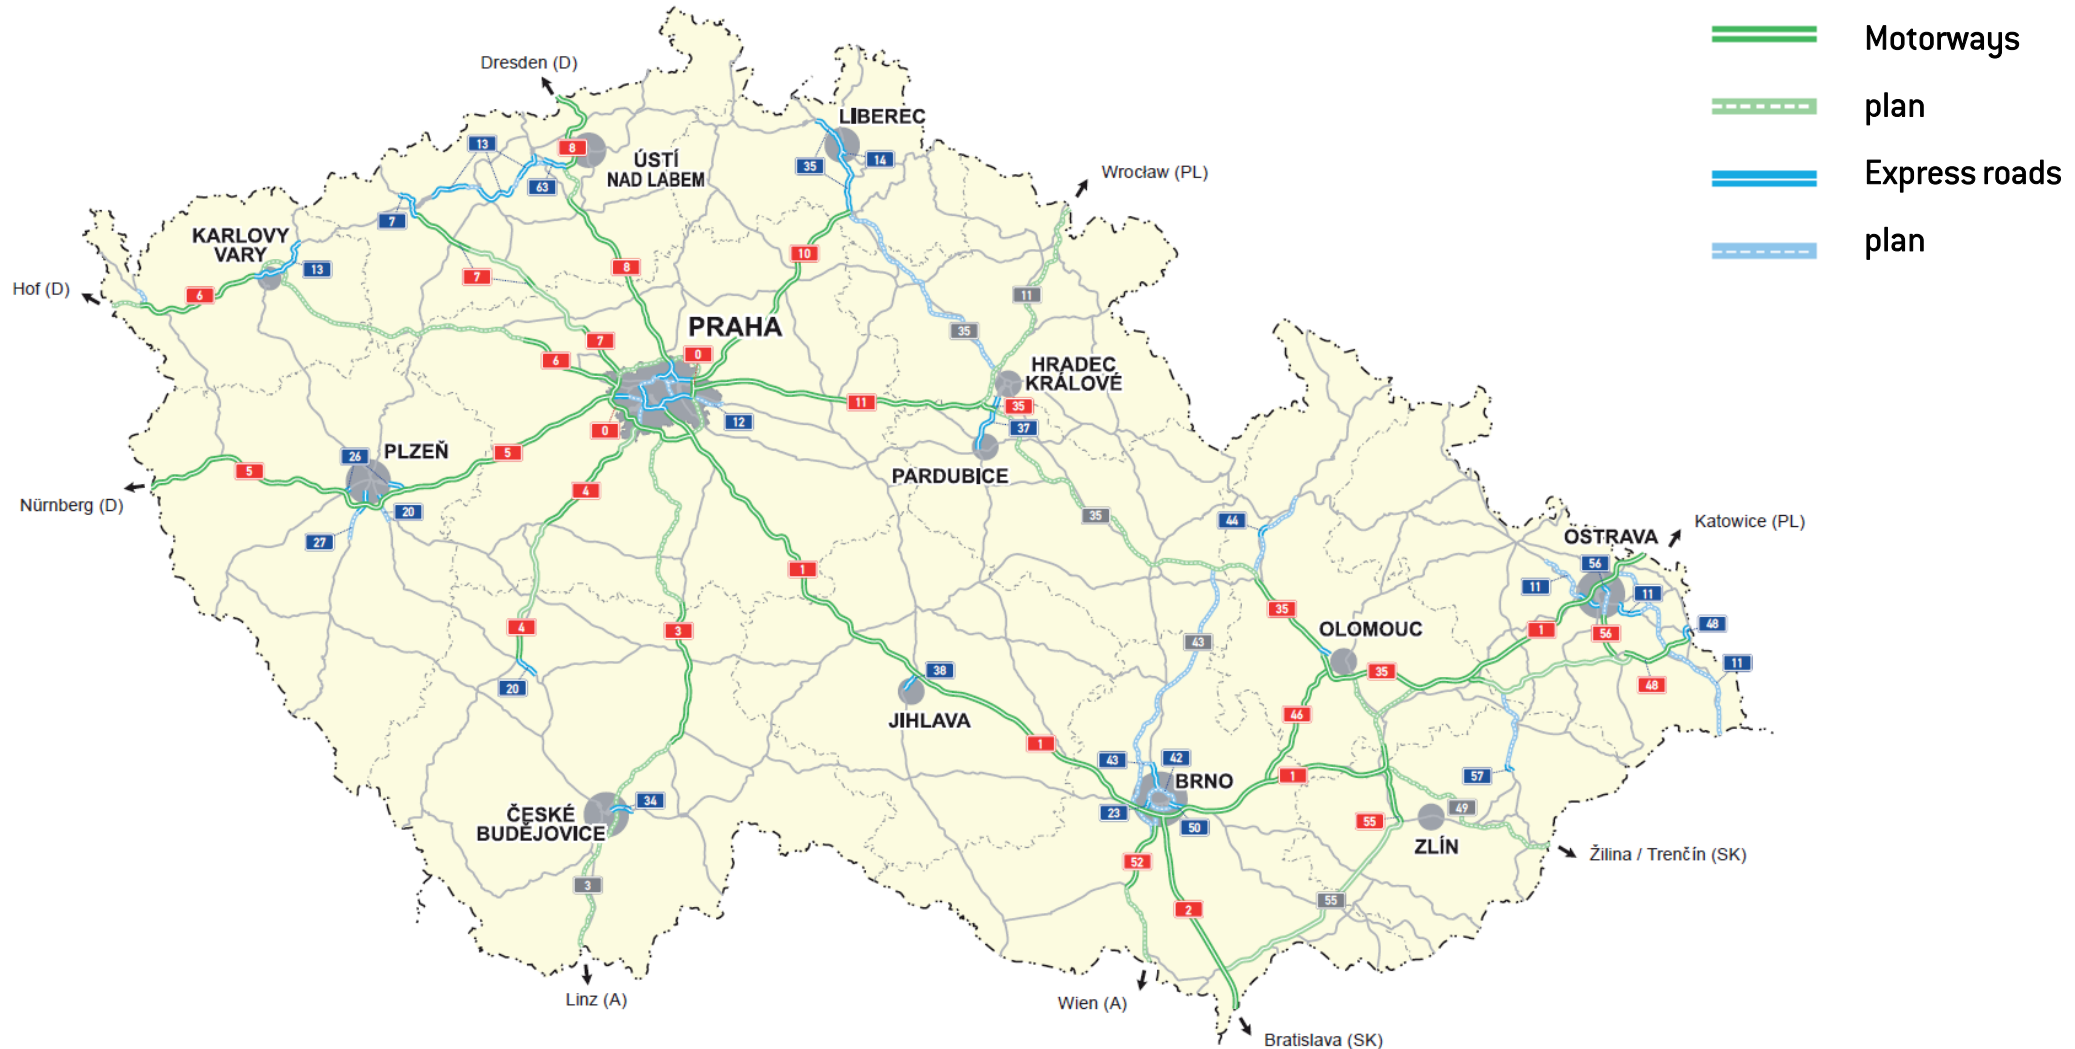 Motorways
plan
Express roads
plan
Dresden (D)
LIBEREC
13
8
ÚSTÍ
NAD LABEM
35
14
63
Wrocław (PL)
7
KARLOVY
VARY
13
10
8
7
Hof (D)
6
11
PRAHA
35
7
0
6
HRADEC
KRÁLOVÉ
11
35
12
37
0
PLZEŇ
26
5
5
PARDUBICE
4
Nürnberg (D)
20
35
44
Katowice (PL)
27
OSTRAVA
56
1
11
11
35
4
3
OLOMOUC
1
56
48
43
38
35
11
20
48
JIHLAVA
46
1
43
42
BRNO
1
57
34
ČESKÉ
BUDĚJOVICE
23
50
55
49
ZLÍN
Žilina / Trenčín (SK)
52
3
55
2
Linz (A)
Wien (A)
Bratislava (SK)